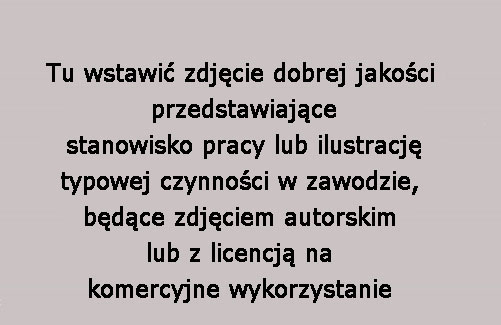 Tu wstawić zdjęcie dobrej jakości
przedstawiające
stanowisko pracy lub ilustrację
typowej czynności w zawodzie,
będące zdjęciem autorskim
lub z licencją na
komercyjne wykorzystanie